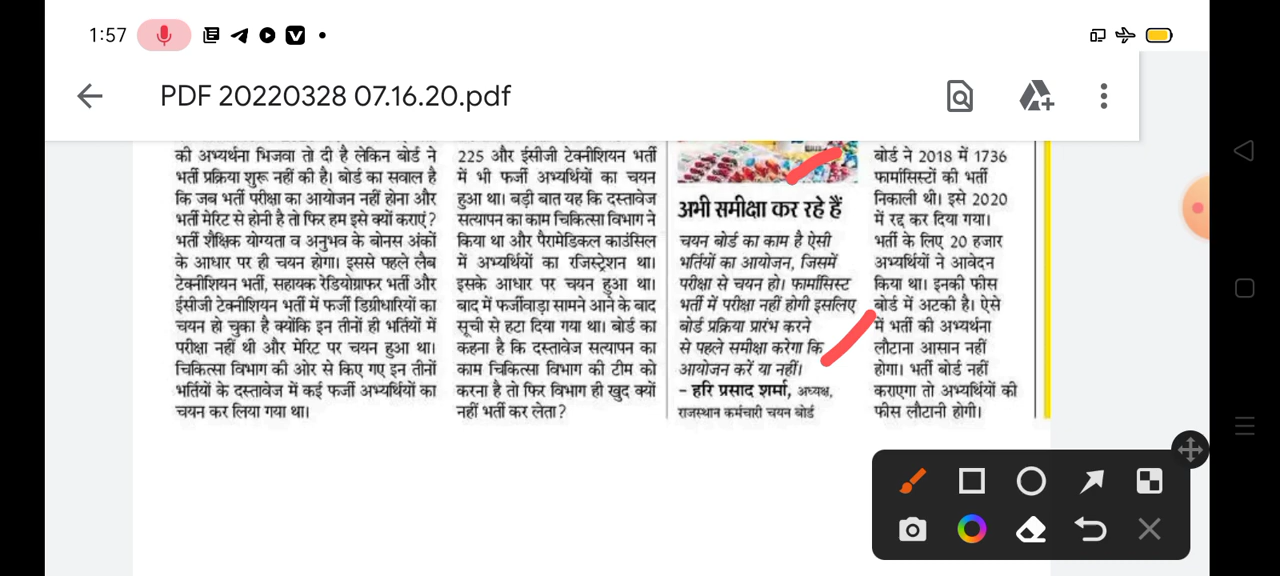 1:57
PDF 20220328 07.16.20.pdf
की अभ्यर्थना भिजवा तो दी है लेकिन बोर्ड ने
भर्ती प्रक्रिया शुरू नहीं की है। बोर्ड का सवाल है
कि जब भर्ती परीक्षा का आयोजन नहीं होना और
भर्ती मेरिट से होनी है तो फिर हम इसे क्यों कराएं?
भर्ती शैक्षिक योग्यता व अनुभव के बोनस अंकों
के आधार पर ही चयन होगा। इससे पहले लैब
टेक्नीशियन भर्ती, सहायक रेडियोग्राफर भर्ती और
ईसीजी टेक्नीशियन भर्ती में फर्जी डिग्रीधारियों का
चयन हो चुका है क्योंकि इन तीनों ही भर्तियों में
परीक्षा नहीं थी और मेरिट पर चयन हुआ था।
चिकित्सा विभाग की ओर से किए गए इन तीनों
भर्तियों के दस्तावेज में कई फर्जी अभ्यर्थियों का
चयन कर लिया गया था।
225 और ईसीजी टेक्नीशियन भर्ती
में भी फर्जी अभ्यर्थियों का चयन
हुआ था। बड़ी बात यह कि दस्तावेज
सत्यापन का काम चिकित्सा विभाग ने
किया था और पैरामेडिकल काउंसिल
में अभ्यर्थियों का रजिस्ट्रेशन था।
इसके आधार पर चयन हुआ था।
बाद में फर्जीवाड़ा सामने आने के बाद
सूची से हटा दिया गया था। बोर्ड का
कहना है कि दस्तावेज सत्यापन का
काम चिकित्सा विभाग की टीम को
करना है तो फिर विभाग ही खुद क्यों
नहीं भर्ती कर लेता?
अभी समीक्षा कर रहे हैं
चयन बोर्ड का काम है ऐसी
भर्तियों का आयोजन, जिसमें
परीक्षा से चयन हो। फार्मासिस्ट
भर्ती में परीक्षा नहीं होगी इसलिए
बोर्ड प्रक्रिया प्रारंभ करने
से पहले समीक्षा करेगा कि
आयोजन करें या नहीं।
- हरि प्रसाद शर्मा, अध्यक्ष,
राजस्थान कर्मचारी चयन बोर्ड
बोर्ड ने 2018 में 1736
फार्मासिस्टों की भर्ती
निकाली थी। इसे 2020
में रद्द कर दिया गया।
भर्ती के लिए 20 हजार
अभ्यर्थियों ने आवेदन
किया था। इनकी फीस
बोर्ड में अटकी है। ऐसे
में भर्ती की अभ्यर्थना
लौटाना आसान नहीं
होगा। भर्ती बोर्ड नहीं
कराएगा तो अभ्यर्थियों की
फीस लौटानी होगी।